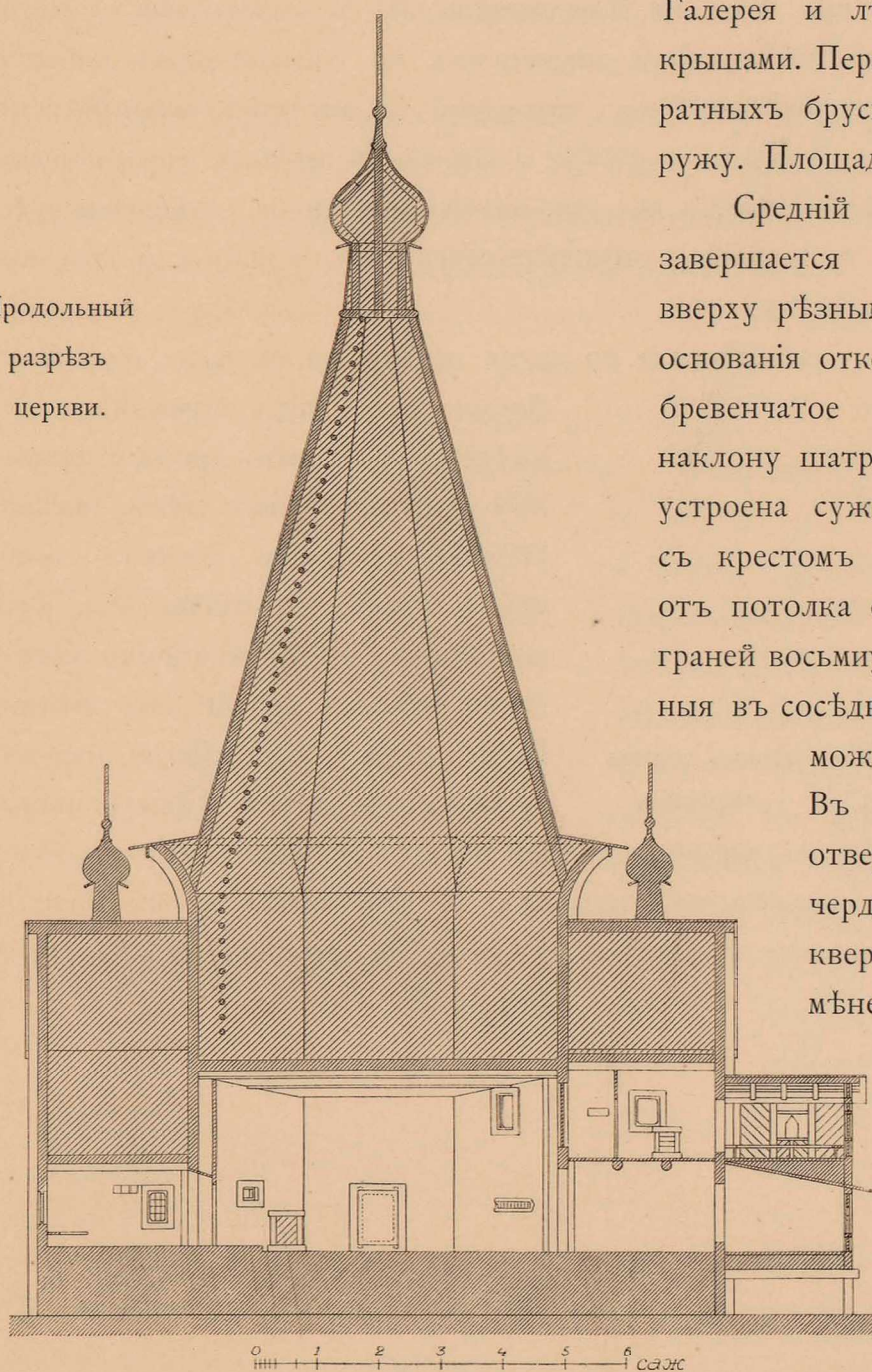 родольный
разрѣзъ
церкви.
Галерея и лѣ
крышами. Пер
ратныхъ брус
ружу. Площад
Средній
завершается
вверху рѣзны
основанія отк
бревенчатое
наклону шатр
устроена суж
съ крестомъ
отъ потолка
граней восьми
ныя въ сосѣд
мож
Въ
отве
черд
квер
мѣне
0 1 2 3 4 5 6 саж